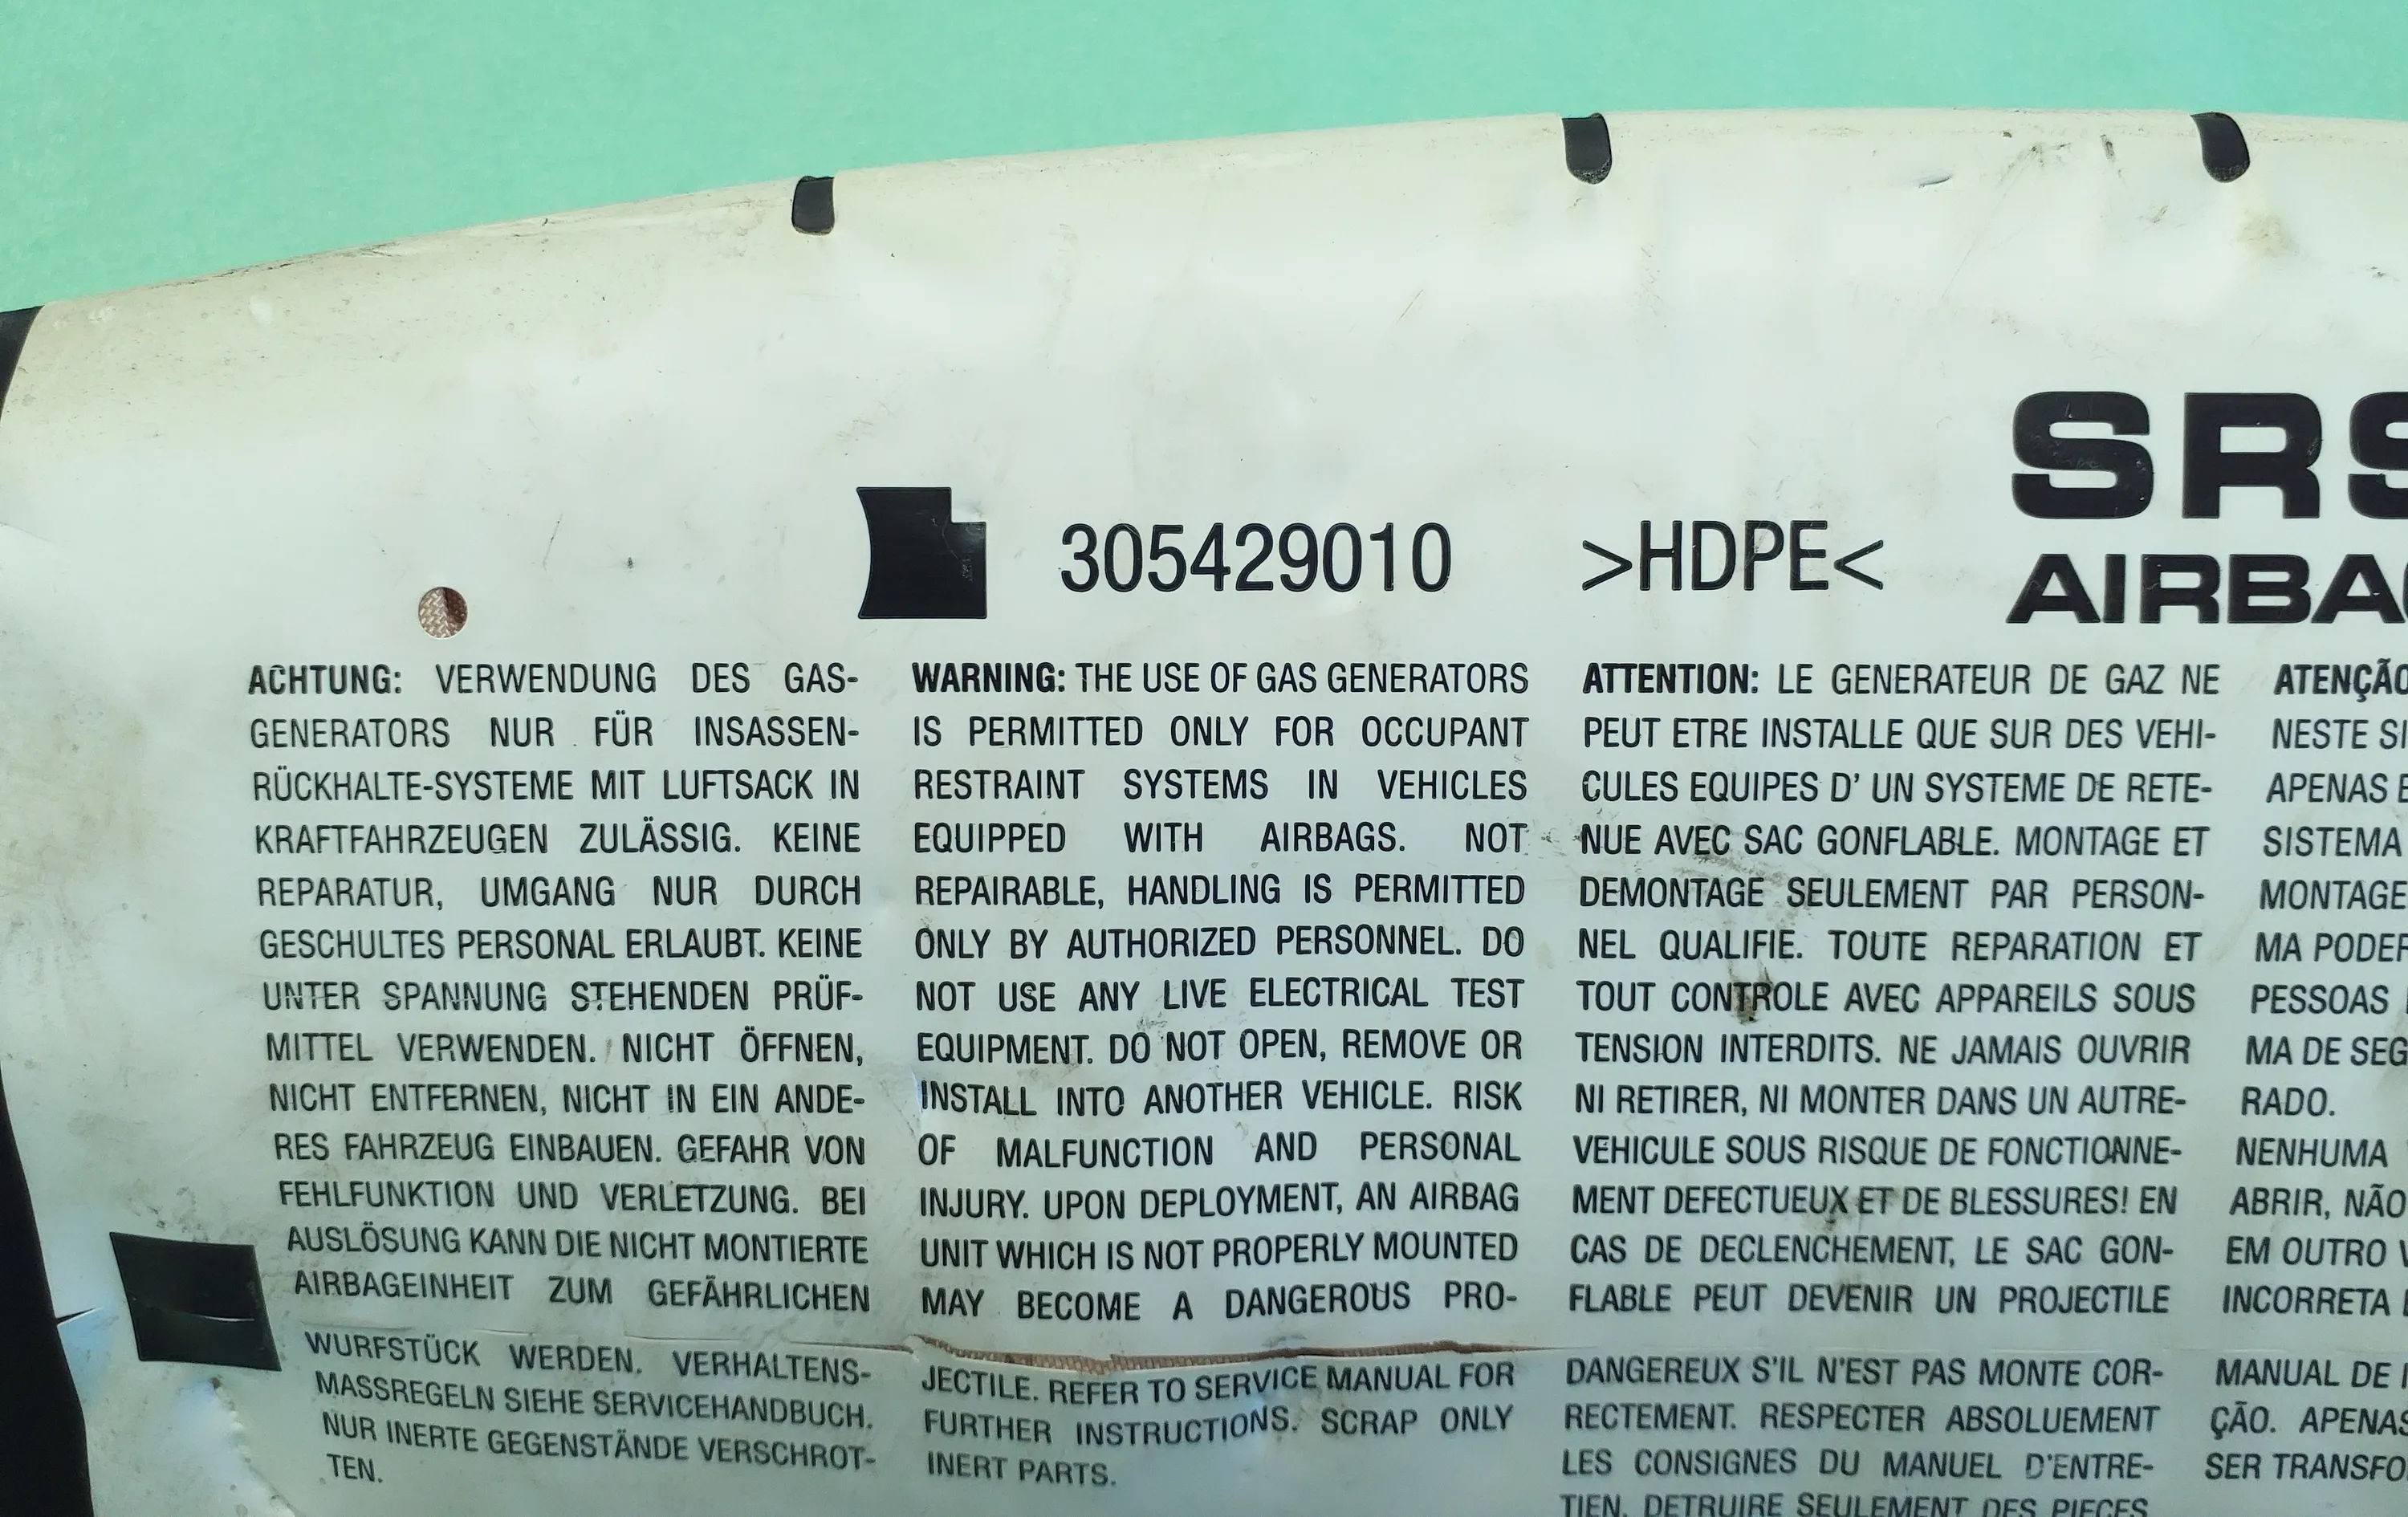 305429010 >HDPE<
SRS
AIRBAG
ACHTUNG: VERWENDUNG DES GAS-
GENERATORS NUR FÜR INSASSEN-
RÜCKHALTE-SYSTEME MIT LUFTSACK IN
KRAFTFAHRZEUGEN ZULÄSSIG. KEINE
REPARATUR, UMGANG NUR DURCH
GESCHULTES PERSONAL ERLAUBT. KEINE
UNTER SPANNUNG STEHENDEN PRÜF-
MITTEL VERWENDEN. NICHT ÖFFNEN,
NICHT ENTFERNEN, NICHT IN EIN ANDE-
RES FAHRZEUG EINBAUEN. GEFAHR VON
FEHLFUNKTION UND VERLETZUNG. BEI
AUSLÖSUNG KANN DIE NICHT MONTIERTE
AIRBAGEINHEIT ZUM GEFÄHRLICHEN
WURFSTÜCK WERDEN. VERHALTENS-
MASSREGELN SIEHE SERVICEHANDBUCH.
NUR INERTE GEGENSTÄNDE VERSCHROT-
TEN.
WARNING: THE USE OF GAS GENERATORS
IS PERMITTED ONLY FOR OCCUPANT
RESTRAINT SYSTEMS IN VEHICLES
EQUIPPED WITH AIRBAGS. NOT
REPAIRABLE, HANDLING IS PERMITTED
ONLY BY AUTHORIZED PERSONNEL. DO
NOT USE ANY LIVE ELECTRICAL TEST
EQUIPMENT. DO NOT OPEN, REMOVE OR
INSTALL INTO ANOTHER VEHICLE. RISK
OF MALFUNCTION AND PERSONAL
INJURY. UPON DEPLOYMENT, AN AIRBAG
UNIT WHICH IS NOT PROPERLY MOUNTED
MAY BECOME A DANGEROUS PRO-
JECTILE. REFER TO SERVICE MANUAL FOR
FURTHER INSTRUCTIONS. SCRAP ONLY
INERT PARTS.
ATTENTION: LE GENERATEUR DE GAZ NE
PEUT ETRE INSTALLE QUE SUR DES VEHI-
CULES EQUIPES D' UN SYSTEME DE RETE-
NUE AVEC SAC GONFLABLE. MONTAGE ET
DEMONTAGE SEULEMENT PAR PERSON-
NEL QUALIFIE. TOUTE REPARATION ET
TOUT CONTROLE AVEC APPAREILS SOUS
TENSION INTERDITS. NE JAMAIS OUVRIR
NI RETIRER, NI MONTER DANS UN AUTRE-
VEHICULE SOUS RISQUE DE FONCTIONNE-
MENT DEFECTUEUX ET DE BLESSURES! EN
CAS DE DECLENCHEMENT, LE SAC GON-
FLABLE PEUT DEVENIR UN PROJECTILE
DANGEREUX S'IL N'EST PAS MONTE COR-
RECTEMENT. RESPECTER ABSOLUEMENT
LES CONSIGNES DU MANUEL D'ENTRE-
TIEN. DETRUIRE SEULEMENT DES PIECES
ATENÇÃO
NESTE
APENAS
SISTEMA
MONTAGE
MA PODER
PESSOAS
MA DE SEG
RADO.
NENHUMA
ABRIR, NÃO
EM OUTRO
INCORRETA
MANUAL DE
ÇÃO. APENAS
SER TRANSFO